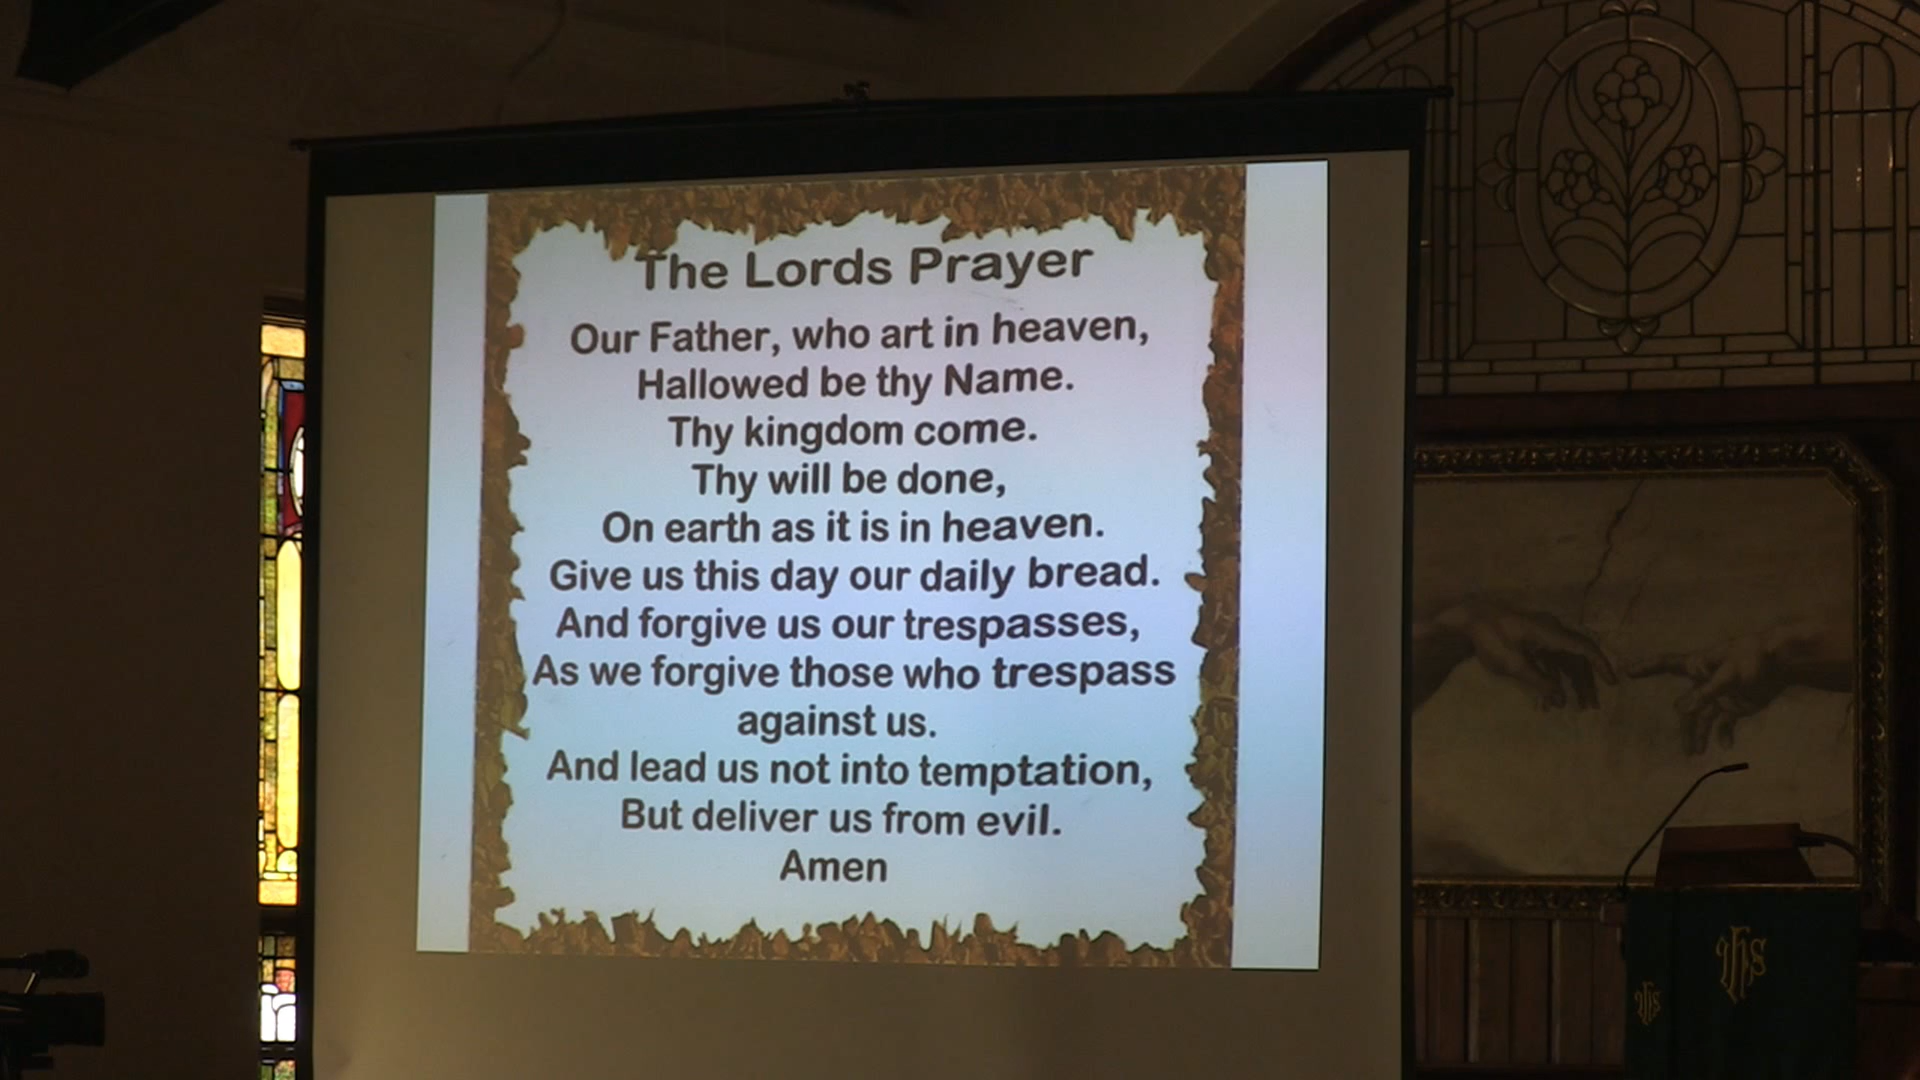 The Lords Prayer
Our Father, who art in heaven,
Hallowed be thy Name.
Thy kingdom come.
Thy will be done,
On earth as it is in heaven.
Give us this day our daily bread.
And forgive us our trespasses,
As we forgive those who trespass
against us.
And lead us not into temptation,
But deliver us from evil.
Amen
IHS
IHS